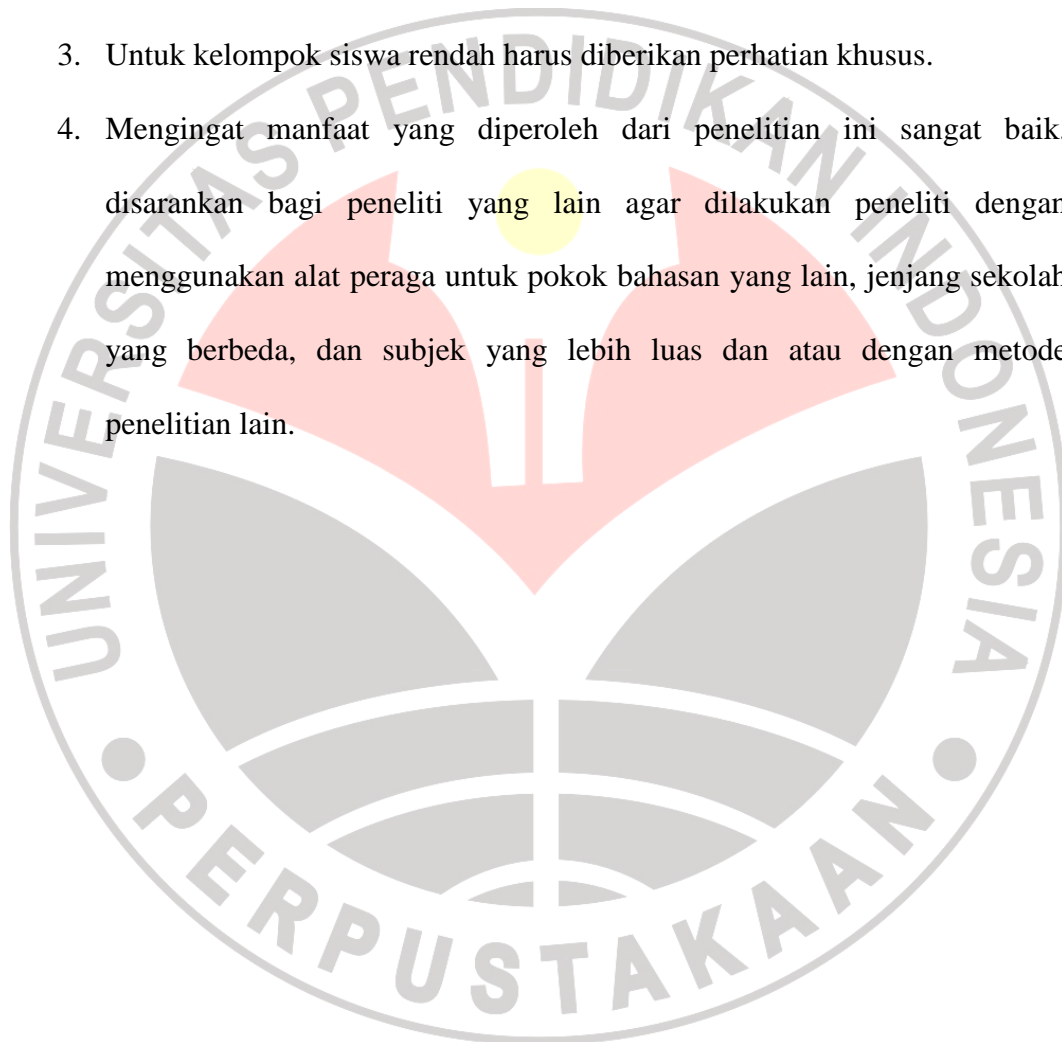 3. Untuk kelompok siswa rendah harus diberikan perhatian khusus.
4. Mengingat manfaat yang diperoleh dari penelitian ini sangat baik.
disarankan bagi peneliti yang lain agar dilakukan peneliti dengan
menggunakan alat peraga untuk pokok bahasan yang lain, jenjang sekolah
yang berbeda, dan subjek yang lebih luas dan atau dengan metode
penelitian lain.
UNIVERSITAS PENDIDIKAN INDONESIA
PERPUSTAKAAN